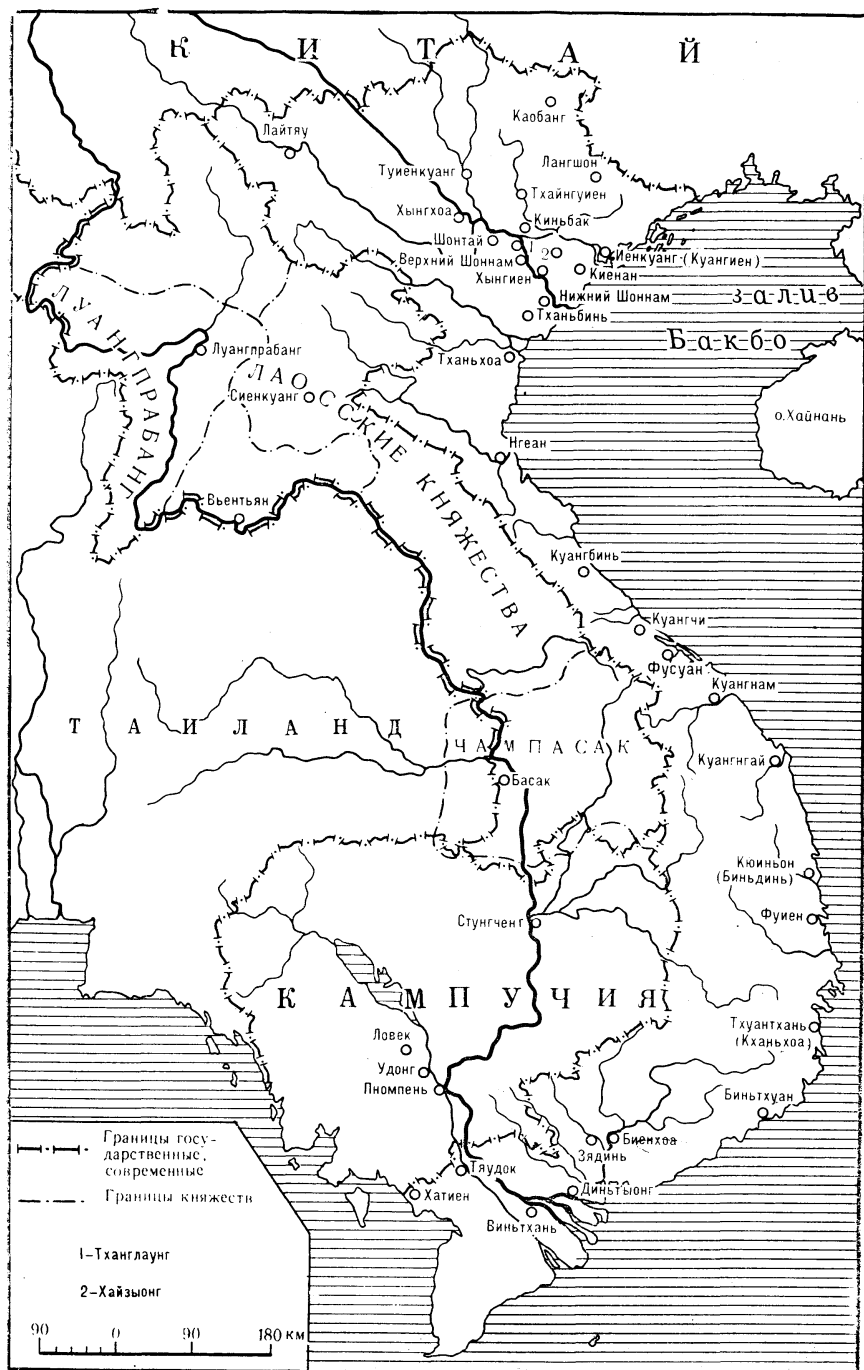 КИТАЙ
Каобанг
Лайтяу
Лангшон
Туиенкуанг
Тхайнгуиен
Хынгхоа
Киньбак
Шонтай
1
2
Иенкуанг (Куангиен)
Верхний Шоннам
Хынгиен
Киенан
Нижний Шоннам
залив
Тханьбинь
Бакбо
ЛУАНГПРАБАНГ
Луангпрабанг
Тханьхоа
ЛАОССКИЕ КНЯЖЕСТВА
Сиенкуанг
о.Хайнань
Нгеан
Вьентьян
Куангбинь
Куангчи
Фусуан
Куангнам
ТАИЛАНД
ЧАМПАСАК
Куангнгай
Басак
Кюиньон
(Биньдинь)
Фуиен
Стунгченг
КАМПУЧИЯ
Ловек
Тхуантхань
(Кханьхоа)
Удонг
Пномпень
Биньтхуан
Биенхоа
Зядинь
Тяудок
Хатиен
Диньтыонг
Виньтхань
Границы госу-
дарственные,
современные
Границы княжеств
1–Тханглаунг
2–Хайзыонг
90 0 90 180 км